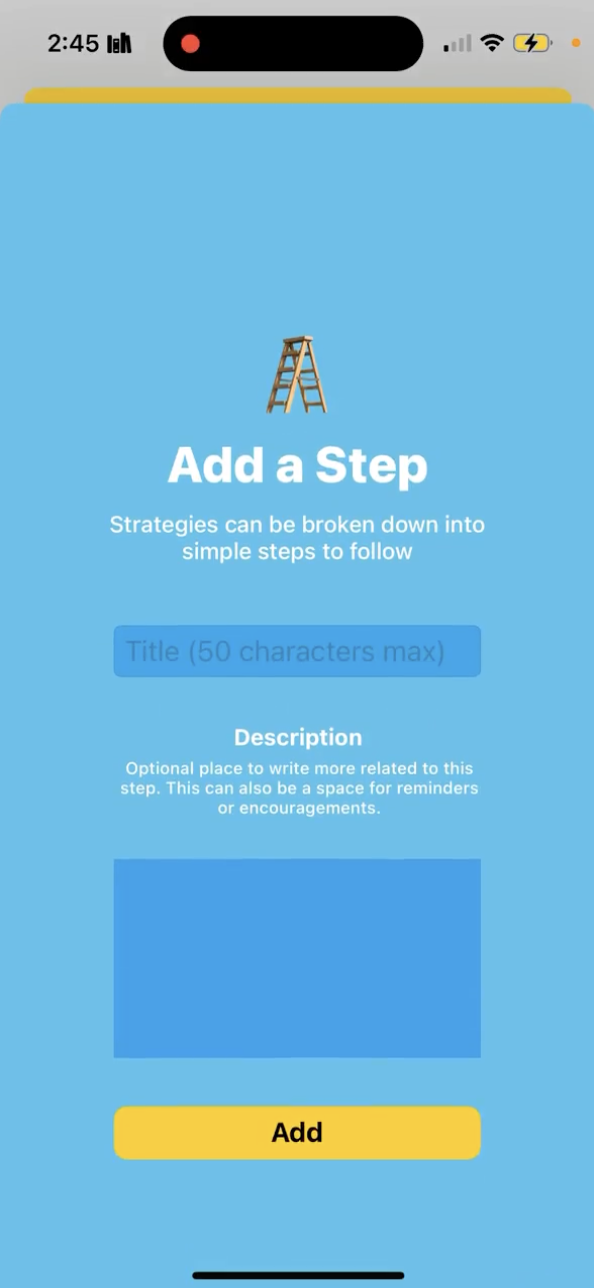 2:45
Add a Step
Strategies can be broken down into
simple steps to follow
Title (50 characters max)
Description
Optional place to write more related to this
step. This can also be a space for reminders
or encouragements.
Add